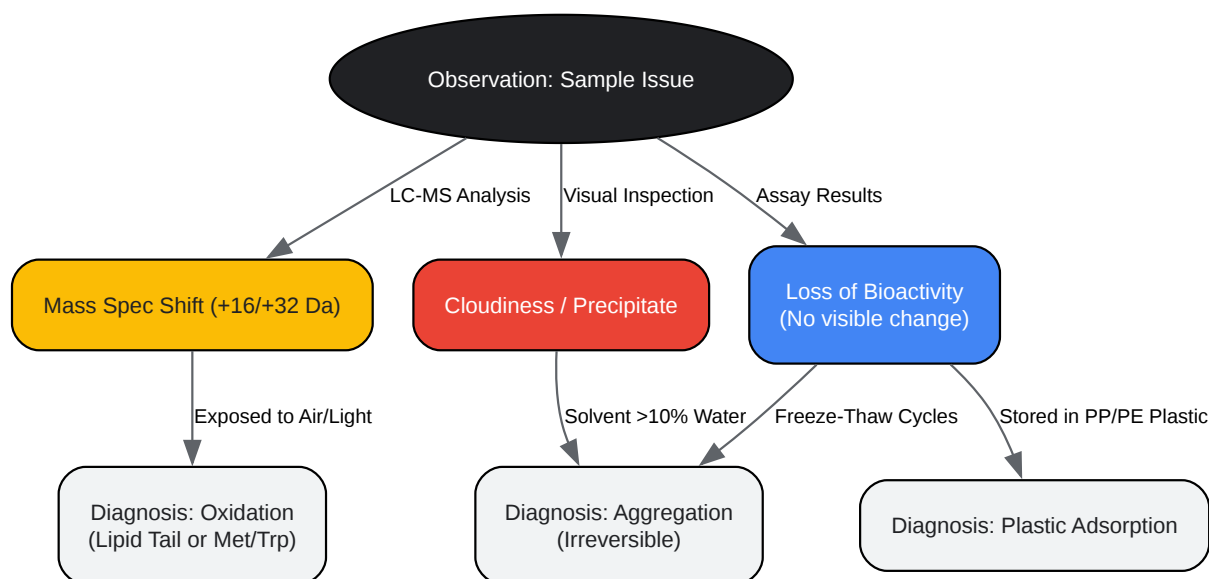 Observation: Sample Issue
LC-MS Analysis
Visual Inspection
Assay Results
Mass Spec Shift (+16/+32 Da)
Cloudiness / Precipitate
Loss of Bioactivity
(No visible change)
Exposed to Air/Light
Solvent >10% Water
Freeze-Thaw Cycles
Stored in PP/PE Plastic
Diagnosis: Oxidation
(Lipid Tail or Met/Trp)
Diagnosis: Aggregation
(Irreversible)
Diagnosis: Plastic Adsorption